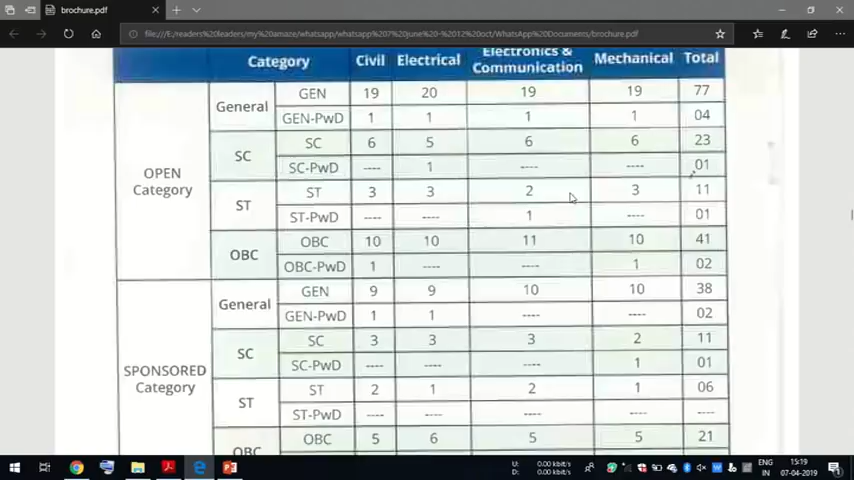 brochure.pdf
file:///E:/readers%20leaders/my%20amaze/whatsapp/whatsapp%207%20june%20-%2012%20oct/WhatsApp%20Documents/brochure.pdf
Category Civil Electrical Electronics & Communication Mechanical Total
OPEN Category
General GEN 19 20 19 19 77
GEN-PwD 1 1 1 1 04
SC SC 6 5 6 6 23
SC-PwD ---- 1 ---- ---- 01
ST ST 3 3 2 3 11
ST-PwD ---- ---- 1 ---- 01
OBC OBC 10 10 11 10 41
OBC-PwD 1 ---- ---- 1 02
SPONSORED Category
General GEN 9 9 10 10 38
GEN-PwD 1 1 ---- ---- 02
SC SC 3 3 3 2 11
SC-PwD ---- ---- ---- 1 01
ST ST 2 1 2 1 06
ST-PwD ---- ---- ---- ---- ----
OBC OBC 5 6 5 5 21
U: 0.00 kbit/s
D: 0.00 kbit/s
ENG
IN
15:19
07-04-2019